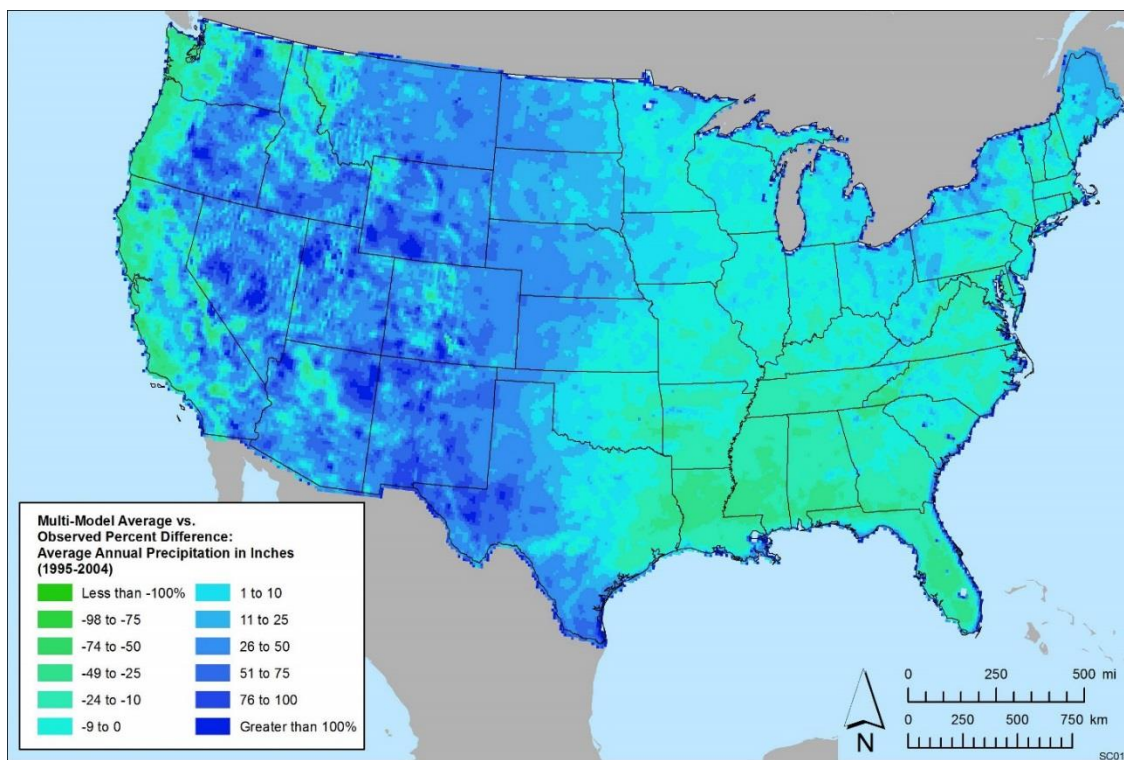 Multi-Model Average vs.
Observed Percent Difference:
Average Annual Precipitation in Inches
(1995-2004)
Less than -100%
-98 to -75
-74 to -50
-49 to -25
-24 to -10
-9 to 0
1 to 10
11 to 25
26 to 50
51 to 75
76 to 100
Greater than 100%
N
0 250 500 mi
0 250 500 750 km
SC01